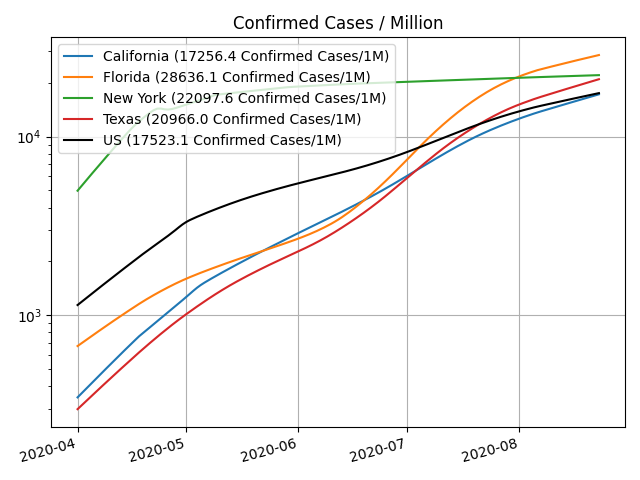 Confirmed Cases / Million
California (17256.4 Confirmed Cases/1M)
Florida (28636.1 Confirmed Cases/1M)
New York (22097.6 Confirmed Cases/1M)
Texas (20966.0 Confirmed Cases/1M)
US (17523.1 Confirmed Cases/1M)
10⁴
10³
2020-04 2020-05 2020-06 2020-07 2020-08